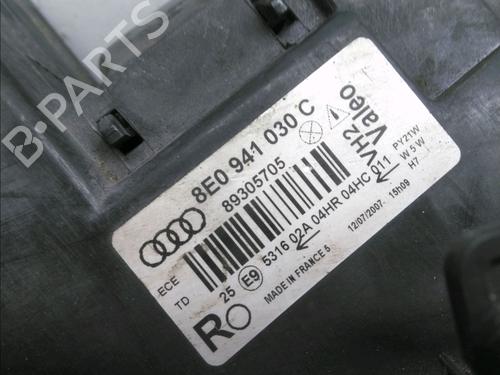 B-PARTS
8E0 941 030 C
89305705
VH2
Valeo
ECE
TD
25 E9 5316 02A 04HR 04HC 011
PY21W
W5W
H7
12/07/2007 - 15h09
R
MADE IN FRANCE 5